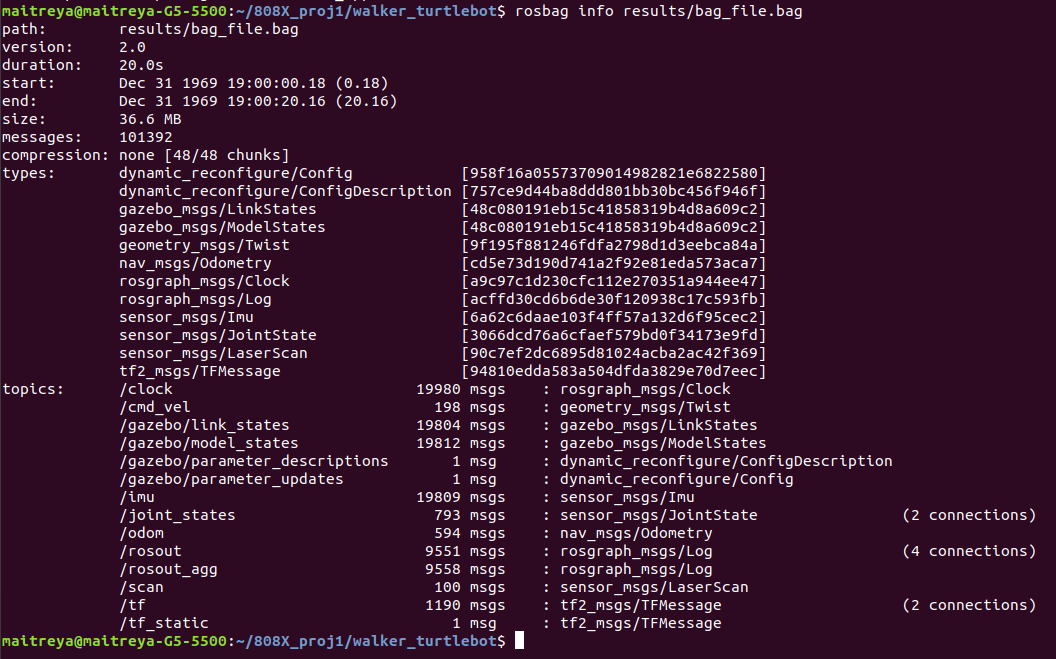 maitreya@maitreya-G5-5500:~/808X_proj1/walker_turtlebot$ rosbag info results/bag_file.bag
path:        results/bag_file.bag
version:     2.0
duration:    20.0s
start:       Dec 31 1969 19:00:00.18 (0.18)
end:         Dec 31 1969 19:00:20.16 (20.16)
size:        36.6 MB
messages:    101392
compression: none [48/48 chunks]
types:       dynamic_reconfigure/Config            [958f16a05573709014982821e6822580]
             dynamic_reconfigure/ConfigDescription [757ce9d44ba8ddd801bb30bc456f946f]
             gazebo_msgs/LinkStates                [48c080191eb15c41858319b4d8a609c2]
             gazebo_msgs/ModelStates               [48c080191eb15c41858319b4d8a609c2]
             geometry_msgs/Twist                   [9f195f881246fdfa2798d1d3eebca84a]
             nav_msgs/Odometry                     [cd5e73d190d741a2f92e81eda573aca7]
             rosgraph_msgs/Clock                   [a9c97c1d230cfc112e270351a944ee47]
             rosgraph_msgs/Log                     [acffd30cd6b6de30f120938c17c593fb]
             sensor_msgs/Imu                       [6a62c6daae103f4ff57a132d6f95cec2]
             sensor_msgs/JointState                [3066dcd76a6cfaef579bd0f34173e9fd]
             sensor_msgs/LaserScan                 [90c7ef2dc6895d81024acba2ac42f369]
             tf2_msgs/TFMessage                    [94810edda583a504dfda3829e70d7eec]
topics:      /clock                           19980 msgs    : rosgraph_msgs/Clock
             /cmd_vel                           198 msgs    : geometry_msgs/Twist
             /gazebo/link_states              19804 msgs    : gazebo_msgs/LinkStates
             /gazebo/model_states             19812 msgs    : gazebo_msgs/ModelStates
             /gazebo/parameter_descriptions       1 msg     : dynamic_reconfigure/ConfigDescription
             /gazebo/parameter_updates            1 msg     : dynamic_reconfigure/Config
             /imu                             19809 msgs    : sensor_msgs/Imu
             /joint_states                      793 msgs    : sensor_msgs/JointState                (2 connections)
             /odom                              594 msgs    : nav_msgs/Odometry
             /rosout                           9551 msgs    : rosgraph_msgs/Log                     (4 connections)
             /rosout_agg                       9558 msgs    : rosgraph_msgs/Log
             /scan                              100 msgs    : sensor_msgs/LaserScan
             /tf                               1190 msgs    : tf2_msgs/TFMessage                    (2 connections)
             /tf_static                           1 msg     : tf2_msgs/TFMessage
maitreya@maitreya-G5-5500:~/808X_proj1/walker_turtlebot$